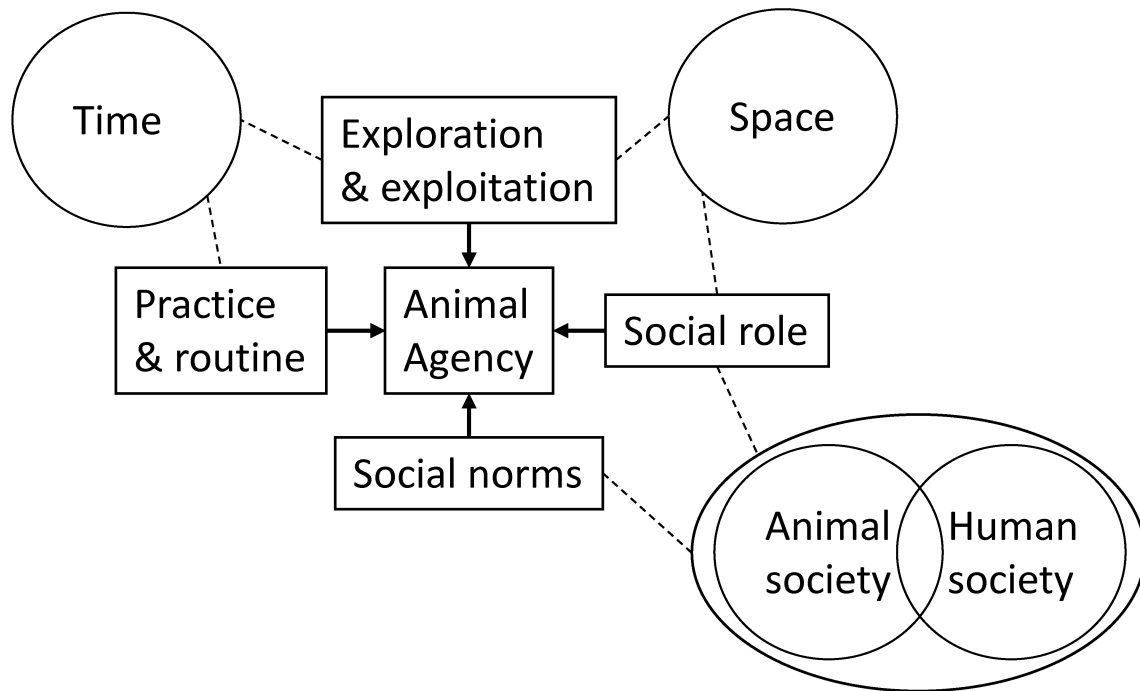 Time
Exploration
& exploitation
Space
Practice
& routine
Animal
Agency
Social role
Social norms
Animal
society
Human
society